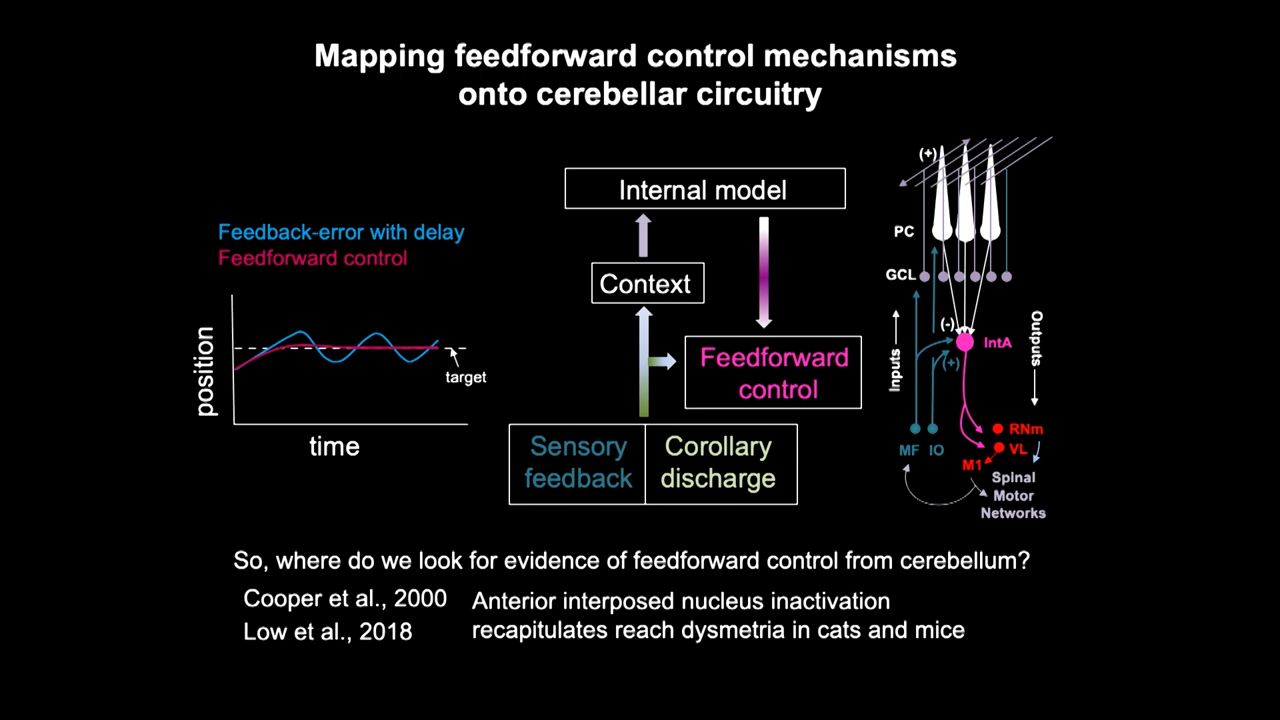 Mapping feedforward control mechanisms
onto cerebellar circuitry
Feedback-error with delay
Feedforward control
position
target
time
Internal model
Context
Feedforward
control
Sensory
feedback
Corollary
discharge
(+)
PC
GCL
(-)
IntA
(+)
Inputs
Outputs
RNm
MF
IO
VL
M1
Spinal
Motor
Networks
So, where do we look for evidence of feedforward control from cerebellum?
Cooper et al., 2000
Low et al., 2018
Anterior interposed nucleus inactivation
recapitulates reach dysmetria in cats and mice